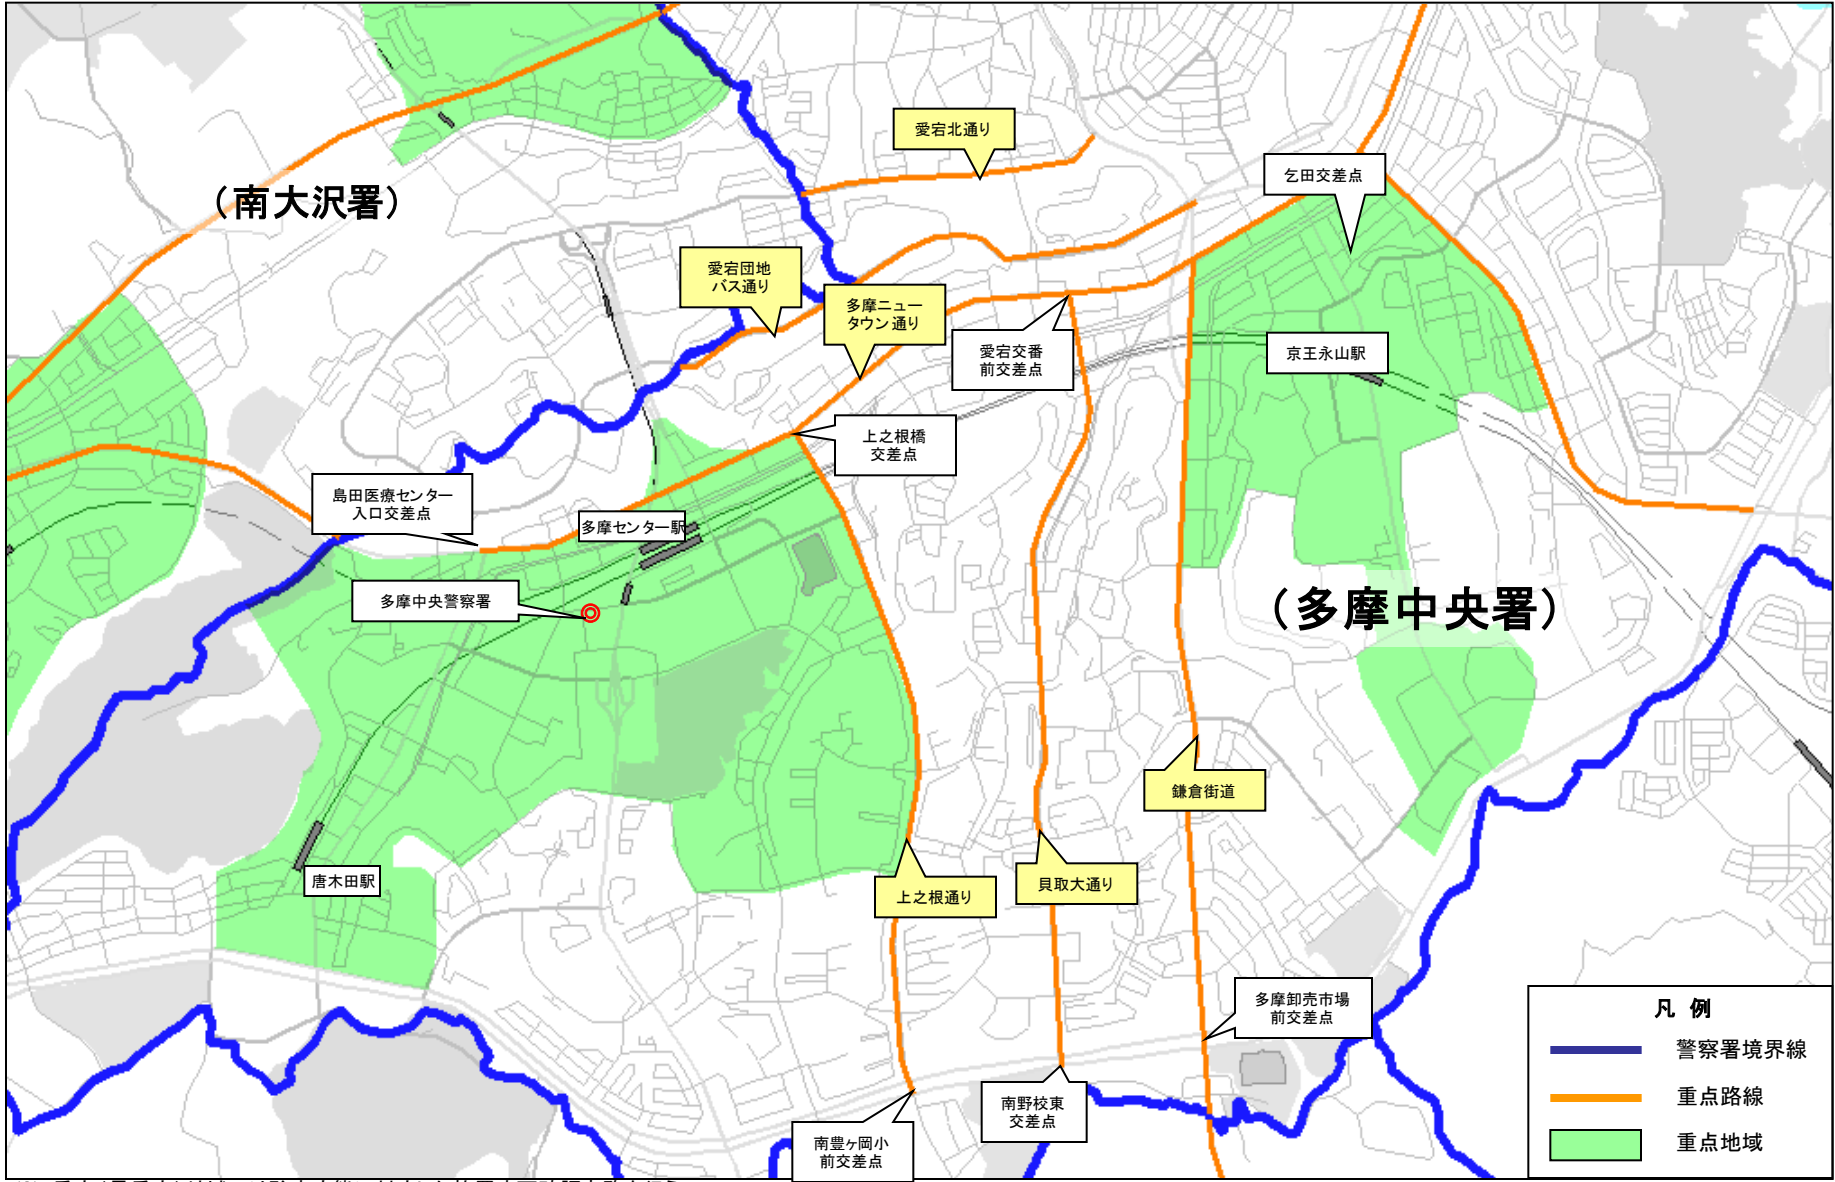 愛宕北通り
乞田交差点
（南大沢署）
愛宕団地
バス通り
多摩ニュー
タウン通り
愛宕交番
前交差点
京王永山駅
上之根橋
交差点
島田医療センター
入口交差点
多摩センター駅
多摩中央警察署
（多摩中央署）
鎌倉街道
唐木田駅
上之根通り
貝取大通り
多摩卸売市場
前交差点
南野校東
交差点
南豊ヶ岡小
前交差点
凡 例
警察署境界線
重点路線
重点地域